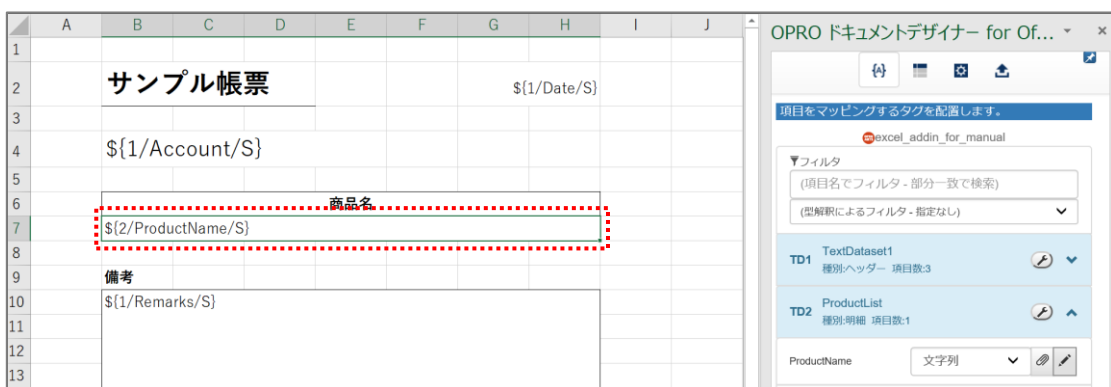 A B C D E F G H I J
1
2 サンプル帳票 ${1/Date/S}
3
4 ${1/Account/S}
5
6 商品名
7 ${2/ProductName/S}
8
9 備考
10 ${1/Remarks/S}
11
12
13
OPRO ドキュメントデザイナー for Of...
{A}
項目をマッピングするタグを配置します。
excel_addin_for_manual
フィルタ
(項目名でフィルタ - 部分一致で検索)
(型解釈によるフィルタ - 指定なし)
TD1 TextDataset1
種別:ヘッダー 項目数:3
TD2 ProductList
種別:明細 項目数:1
ProductName 文字列